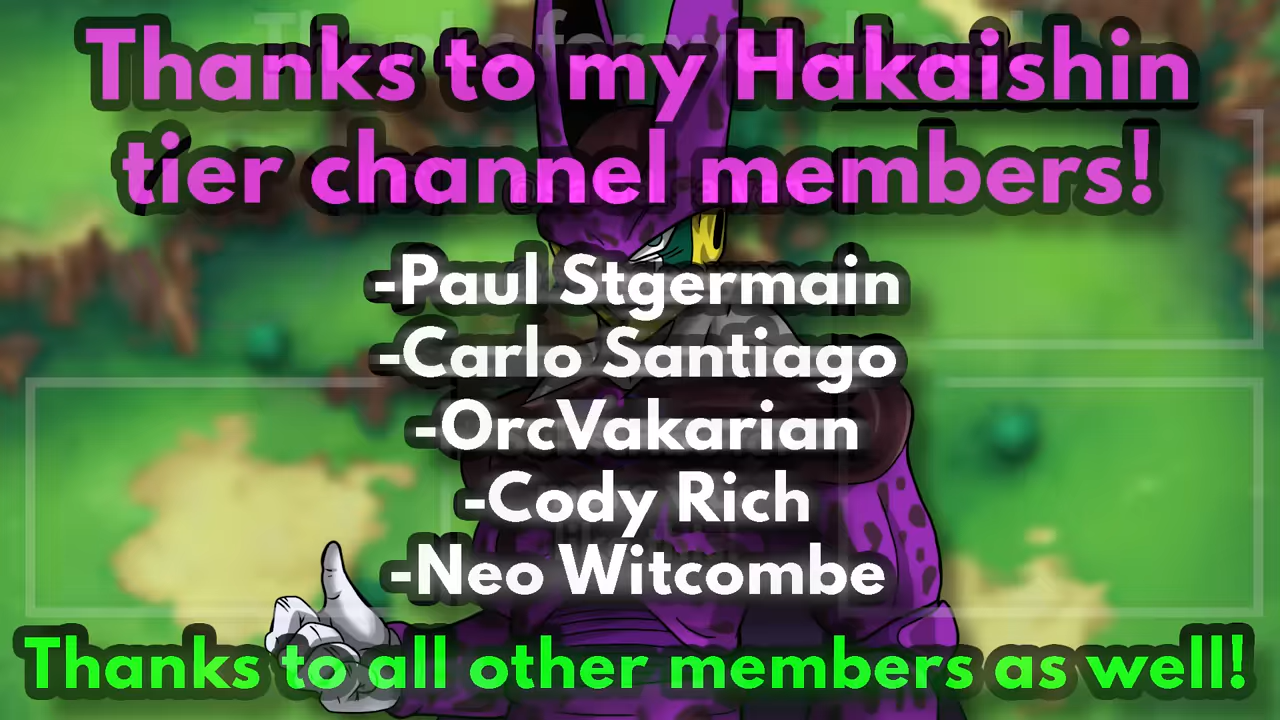 Thanks to my Hakaishin
tier channel members!
-Paul Stgermain
-Carlo Santiago
-OrcVakarian
-Cody Rich
-Neo Witcombe
Thanks to all other members as well!